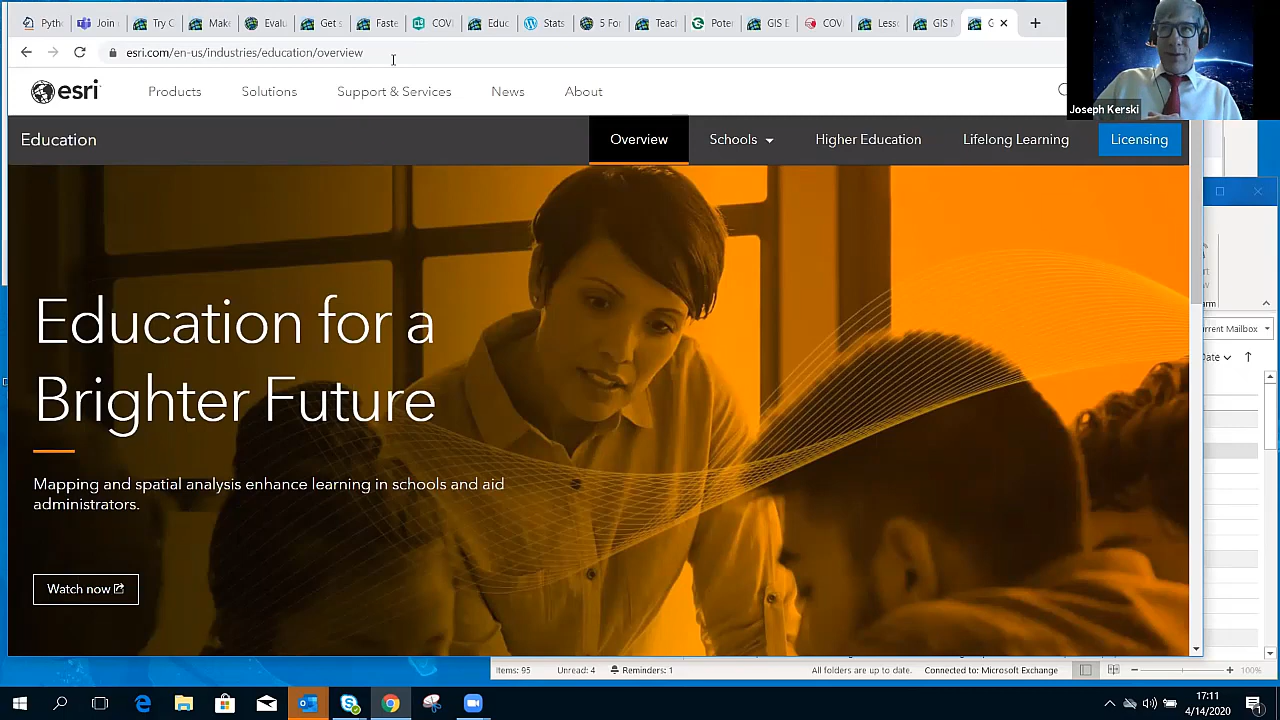 Pyth
Join
Try C
Make
Evalu
Get s
Faste
COV
Educ
Stats
5 For
Teacl
Poter
GIS E
COV
Lesso
GIS M
G
esri.com/en-us/industries/education/overview
Joseph Kerski
esri
Products
Solutions
Support & Services
News
About
Education
Overview
Schools
Higher Education
Lifelong Learning
Licensing
Education for a
Brighter Future
Mapping and spatial analysis enhance learning in schools and aid
administrators.
Watch now
rrent Mailbox
Date
Items: 95
Unread: 4
Reminders: 1
All folders are up to date.
Connected to: Microsoft Exchange
100%
17:11
4/14/2020